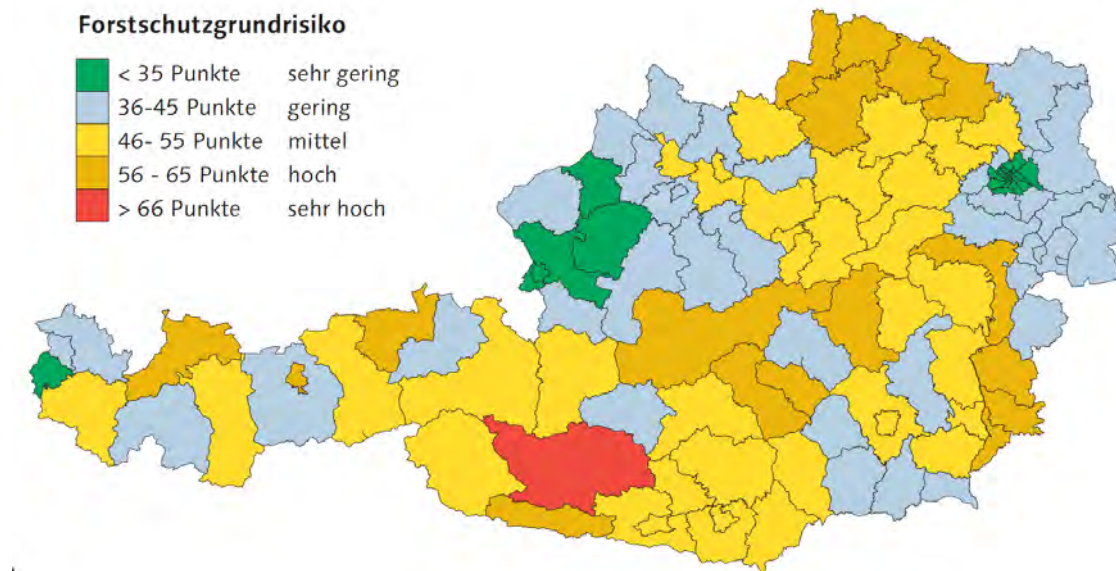 Forstschutzgrundrisiko
< 35 Punkte sehr gering
36-45 Punkte gering
46- 55 Punkte mittel
56 - 65 Punkte hoch
> 66 Punkte sehr hoch